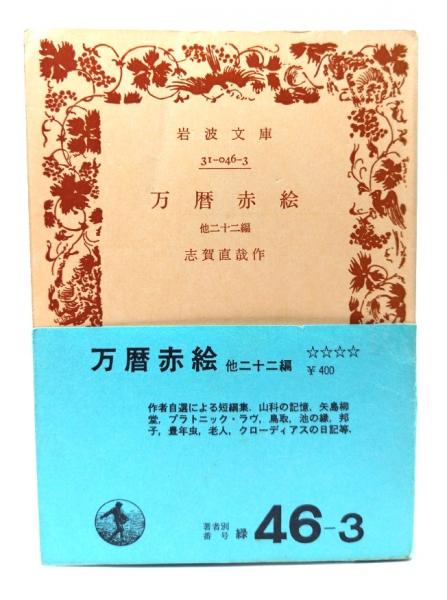 岩波文庫
31-046-3
万暦赤絵
他二十二編
志賀直哉作
万暦赤絵 他二十二編 ☆☆☆☆
¥400
作者自選による短編集．山科の記憶，矢島柳
堂，プラトニック・ラヴ，鳥取，池の縁，邦
子，豊年虫，老人，クローディアスの日記等．
著者別
番号 緑 46-3